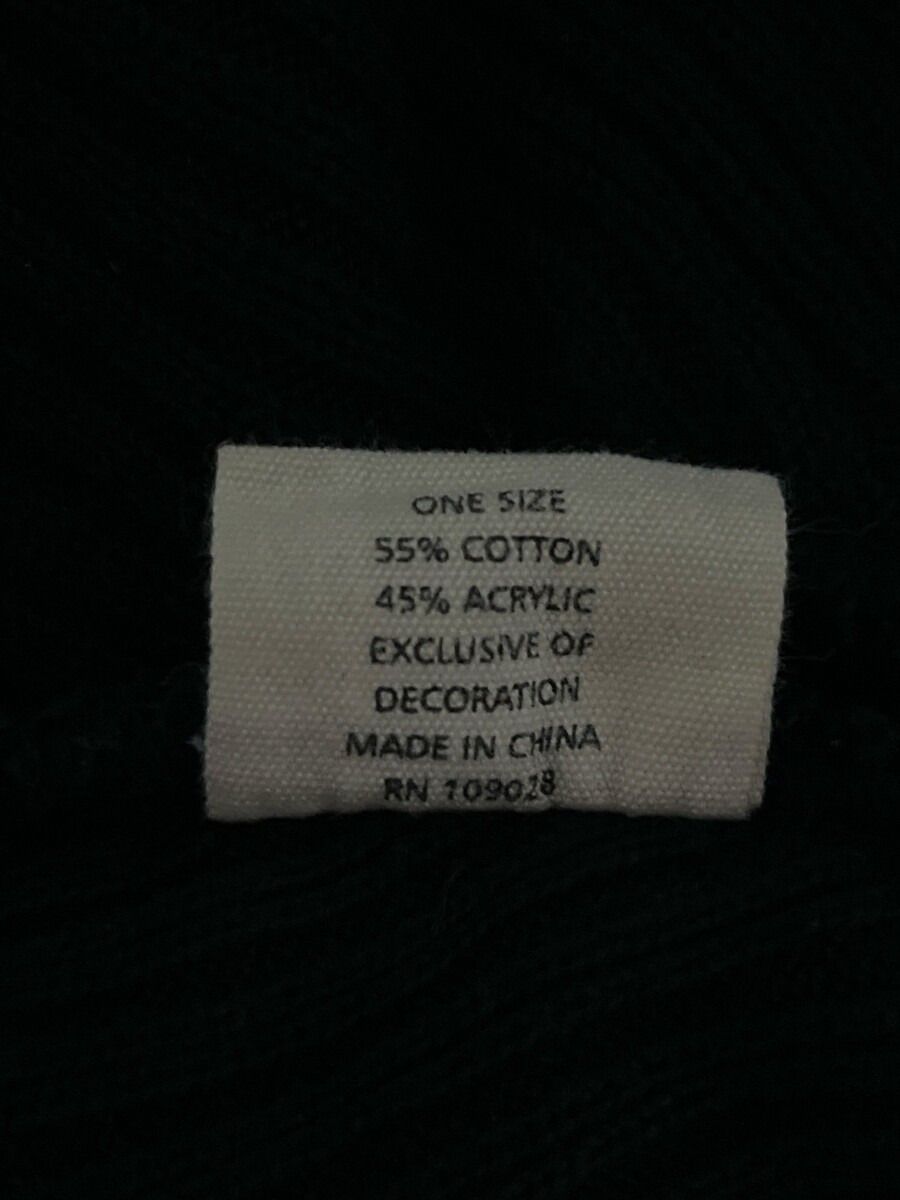 ONE SIZE
55% COTTON
45% ACRYLIC
EXCLUSIVE OF
DECORATION
MADE IN CHINA
RN 109028